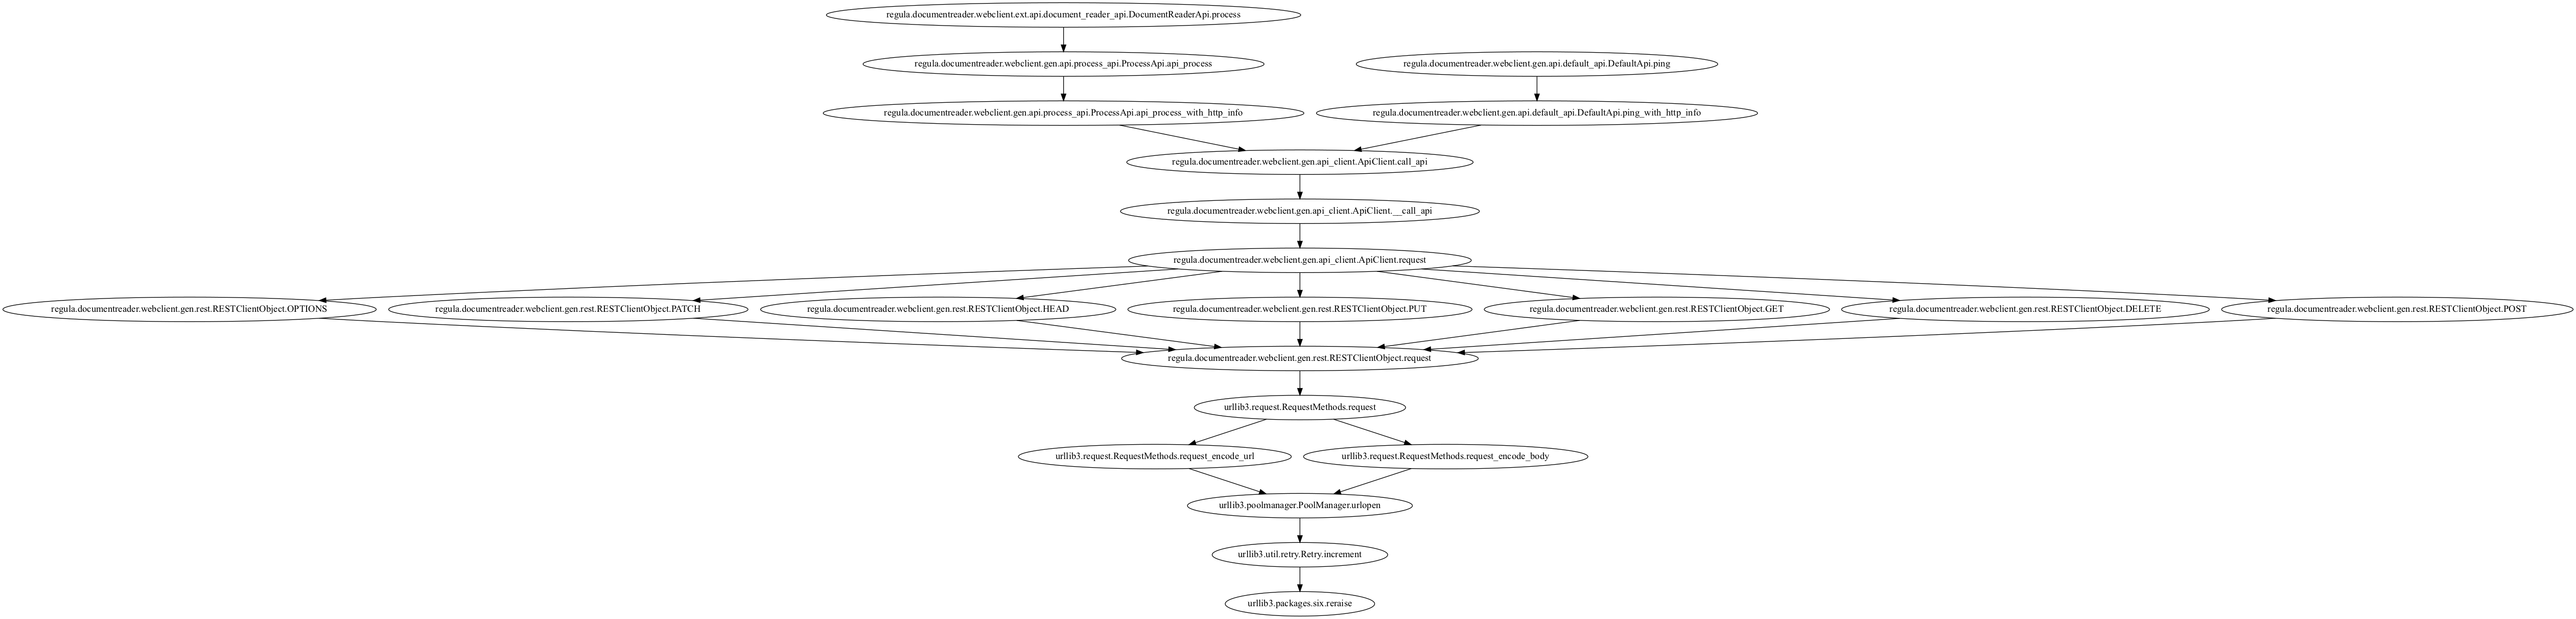 regula.documentreader.webclient.ext.api.document_reader_api.DocumentReaderApi.process
regula.documentreader.webclient.gen.api.process_api.ProcessApi.api_process
regula.documentreader.webclient.gen.api.default_api.DefaultApi.ping
regula.documentreader.webclient.gen.api.process_api.ProcessApi.api_process_with_http_info
regula.documentreader.webclient.gen.api.default_api.DefaultApi.ping_with_http_info
regula.documentreader.webclient.gen.api_client.ApiClient.call_api
regula.documentreader.webclient.gen.api_client.ApiClient.__call_api
regula.documentreader.webclient.gen.api_client.ApiClient.request
regula.documentreader.webclient.gen.rest.RESTClientObject.OPTIONS
regula.documentreader.webclient.gen.rest.RESTClientObject.PATCH
regula.documentreader.webclient.gen.rest.RESTClientObject.HEAD
regula.documentreader.webclient.gen.rest.RESTClientObject.PUT
regula.documentreader.webclient.gen.rest.RESTClientObject.GET
regula.documentreader.webclient.gen.rest.RESTClientObject.DELETE
regula.documentreader.webclient.gen.rest.RESTClientObject.POST
regula.documentreader.webclient.gen.rest.RESTClientObject.request
urllib3.request.RequestMethods.request
urllib3.request.RequestMethods.request_encode_url
urllib3.request.RequestMethods.request_encode_body
urllib3.poolmanager.PoolManager.urlopen
urllib3.util.retry.Retry.increment
urllib3.packages.six.reraise